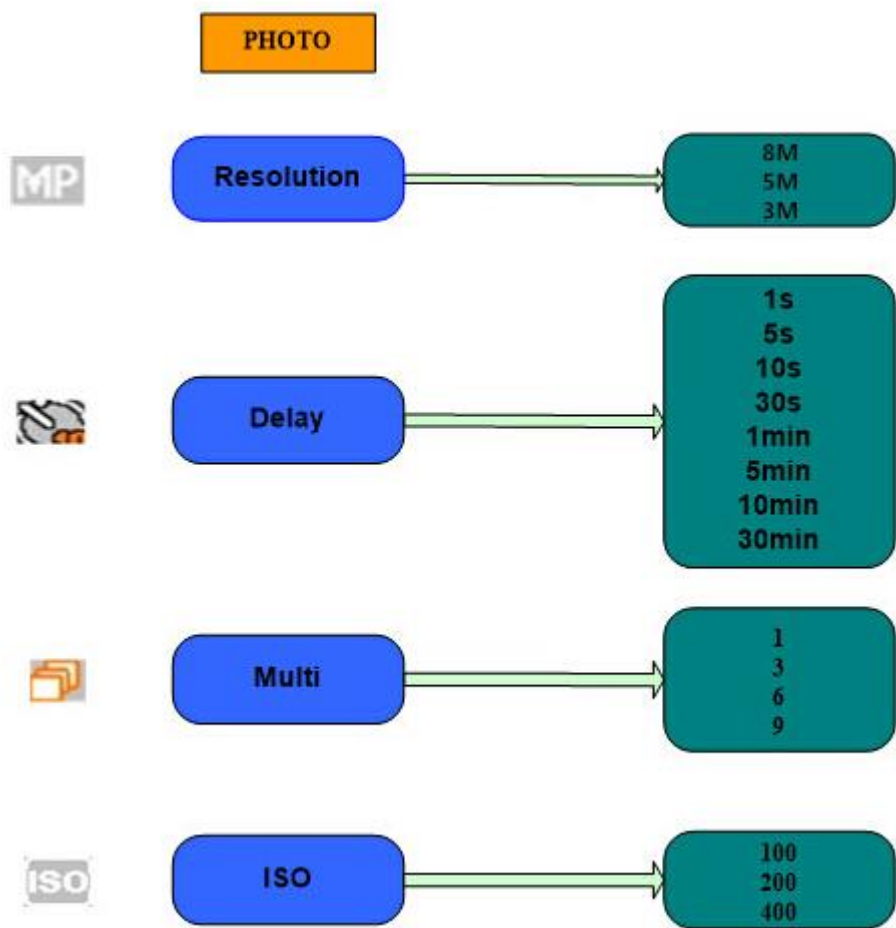 PHOTO
MP
Resolution
8M
5M
3M
Delay
1s
5s
10s
30s
1min
5min
10min
30min
Multi
1
3
6
9
ISO
ISO
100
200
400